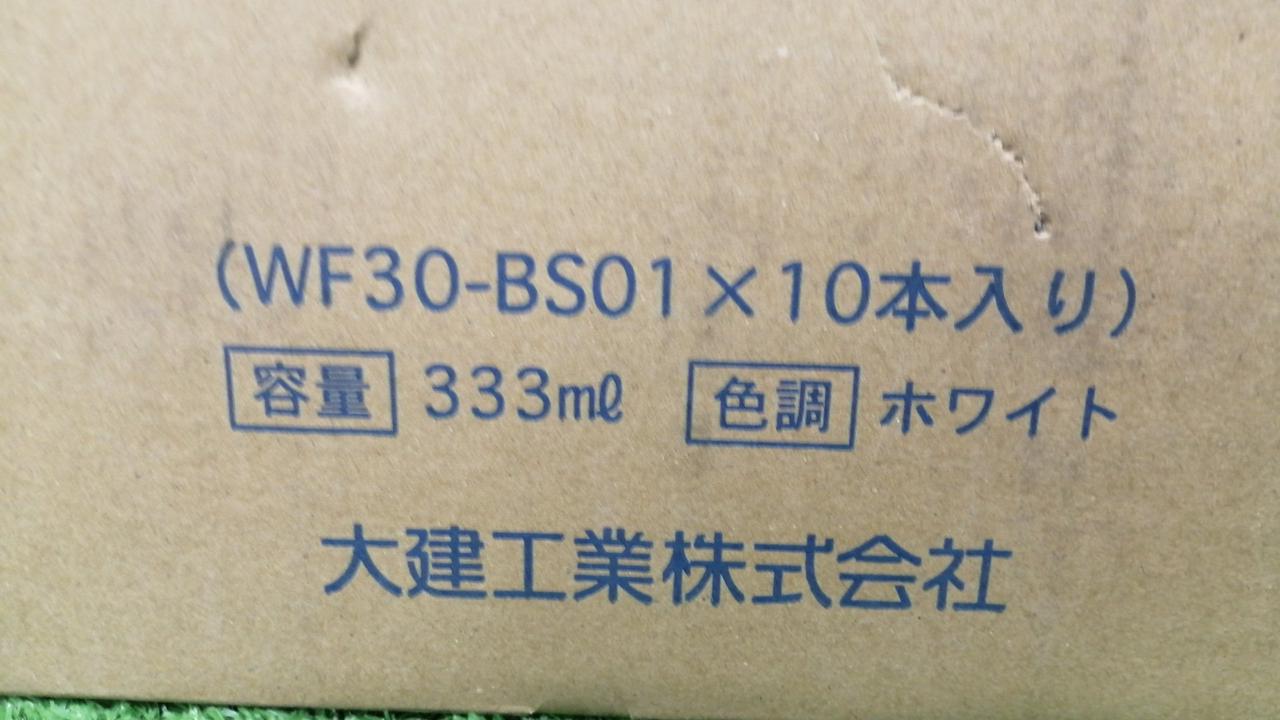 (WF30-BS01×10本入り)
容量 333mℓ 色調 ホワイト
大建工業株式会社